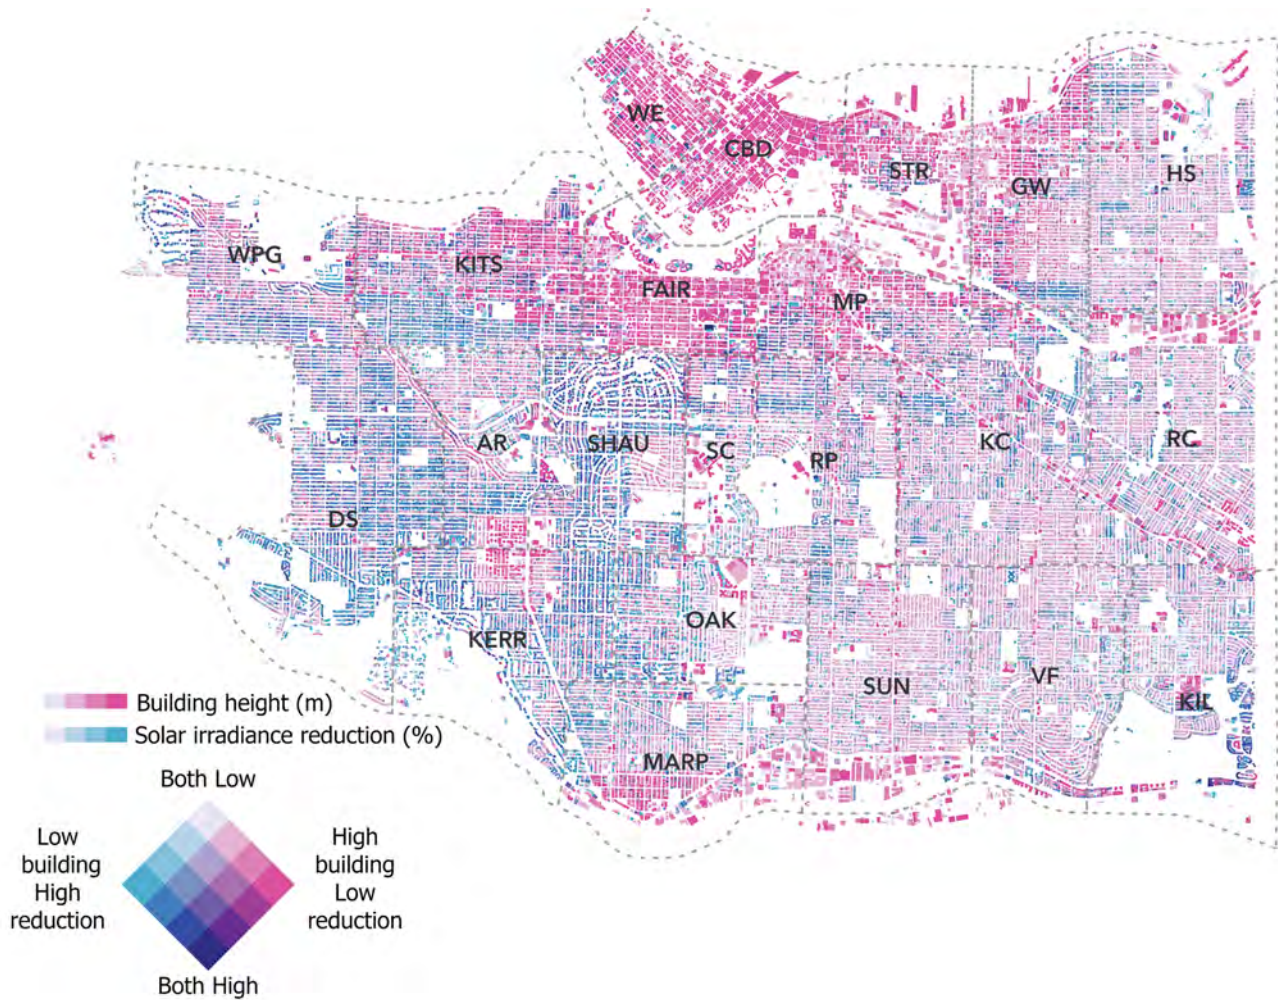 WE
CBD
STR
GW
HS
WPG
KITS
FAIR
MP
AR
SHAU
SC
RP
KC
RC
DS
KERR
OAK
SUN
VF
KIL
MARP
Building height (m)
Solar irradiance reduction (%)
Both Low
Low
building
High
reduction
High
building
Low
reduction
Both High